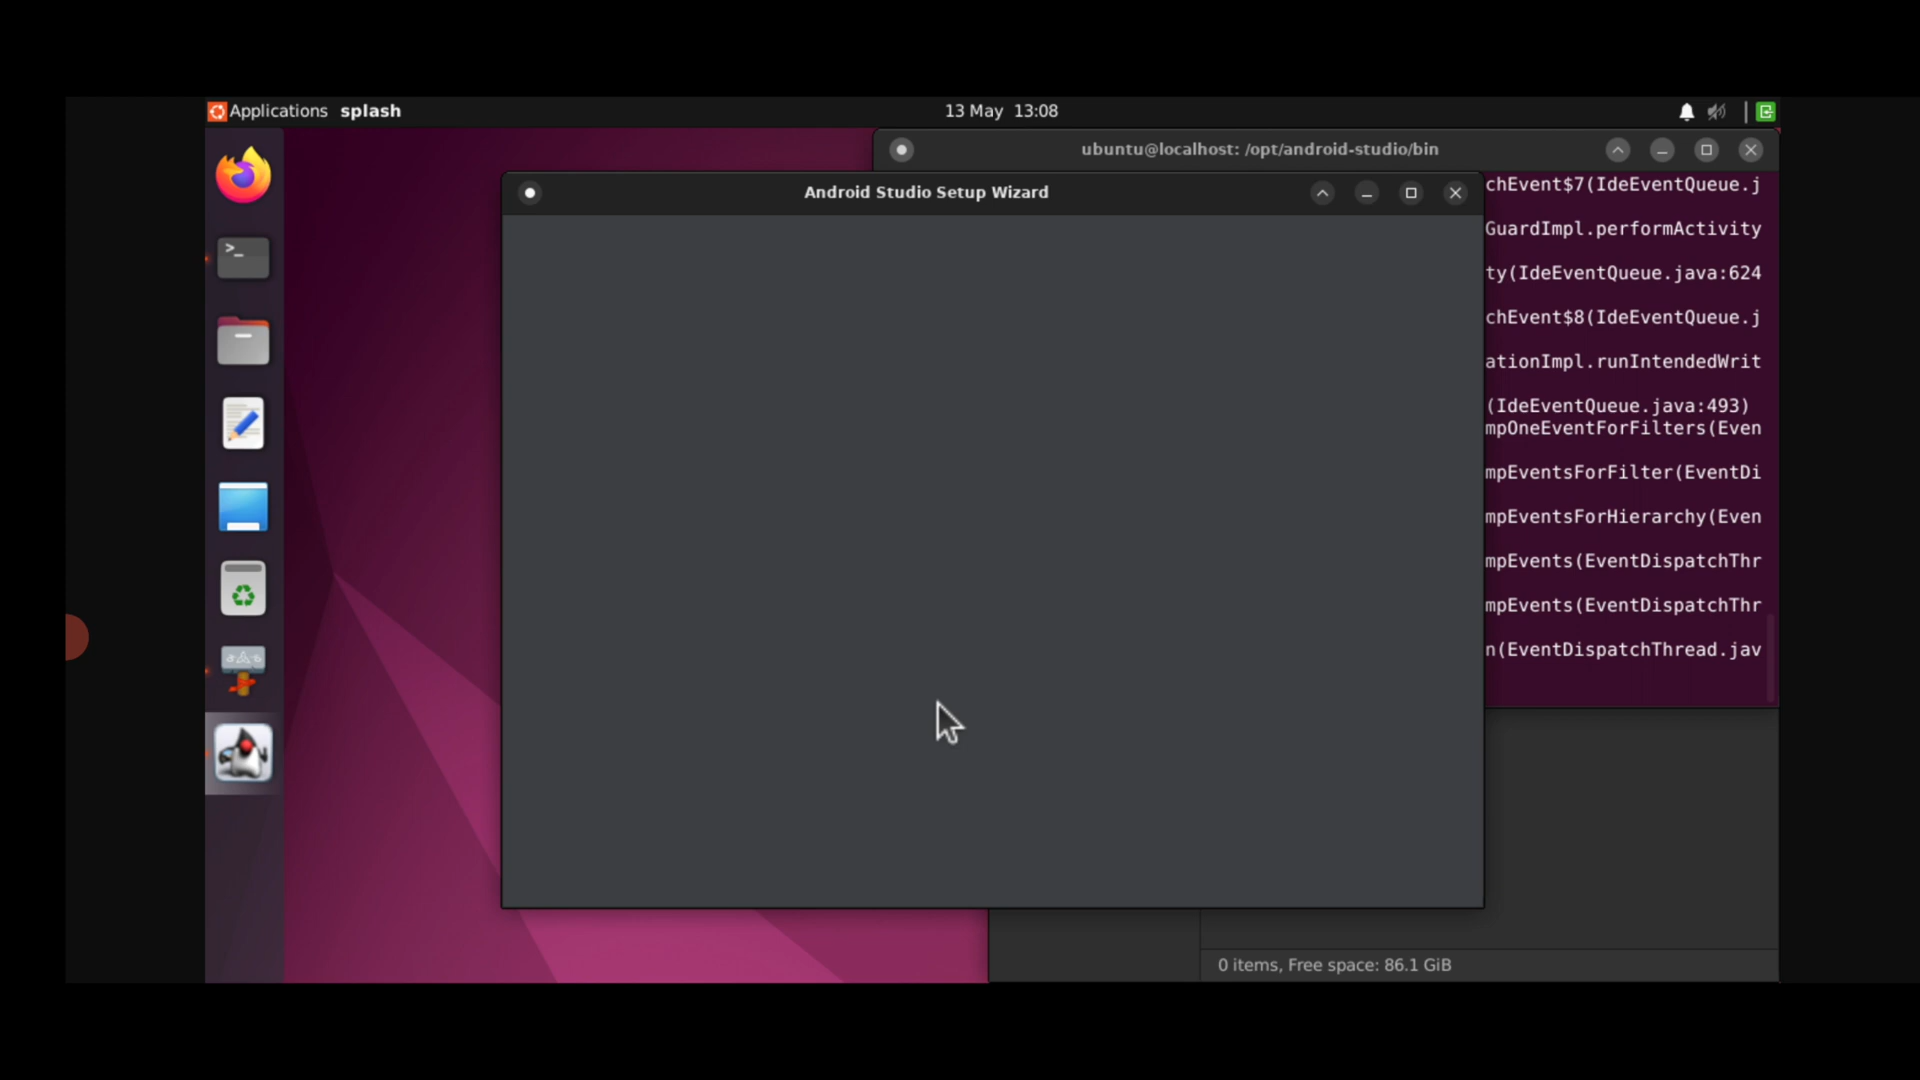 Applications splash 13 May 13:08
ubuntu@localhost: /opt/android-studio/bin
Android Studio Setup Wizard
chEvent$7(IdeEventQueue.j
GuardImpl.performActivity
ty(IdeEventQueue.java:624
chEvent$8(IdeEventQueue.j
ationImpl.runIntendedWrit
(IdeEventQueue.java:493)
mpOneEventForFilters(Even
mpEventsForFilter(EventDi
mpEventsForHierarchy(Even
mpEvents(EventDispatchThr
mpEvents(EventDispatchThr
n(EventDispatchThread.jav
0 items, Free space: 86.1 GiB